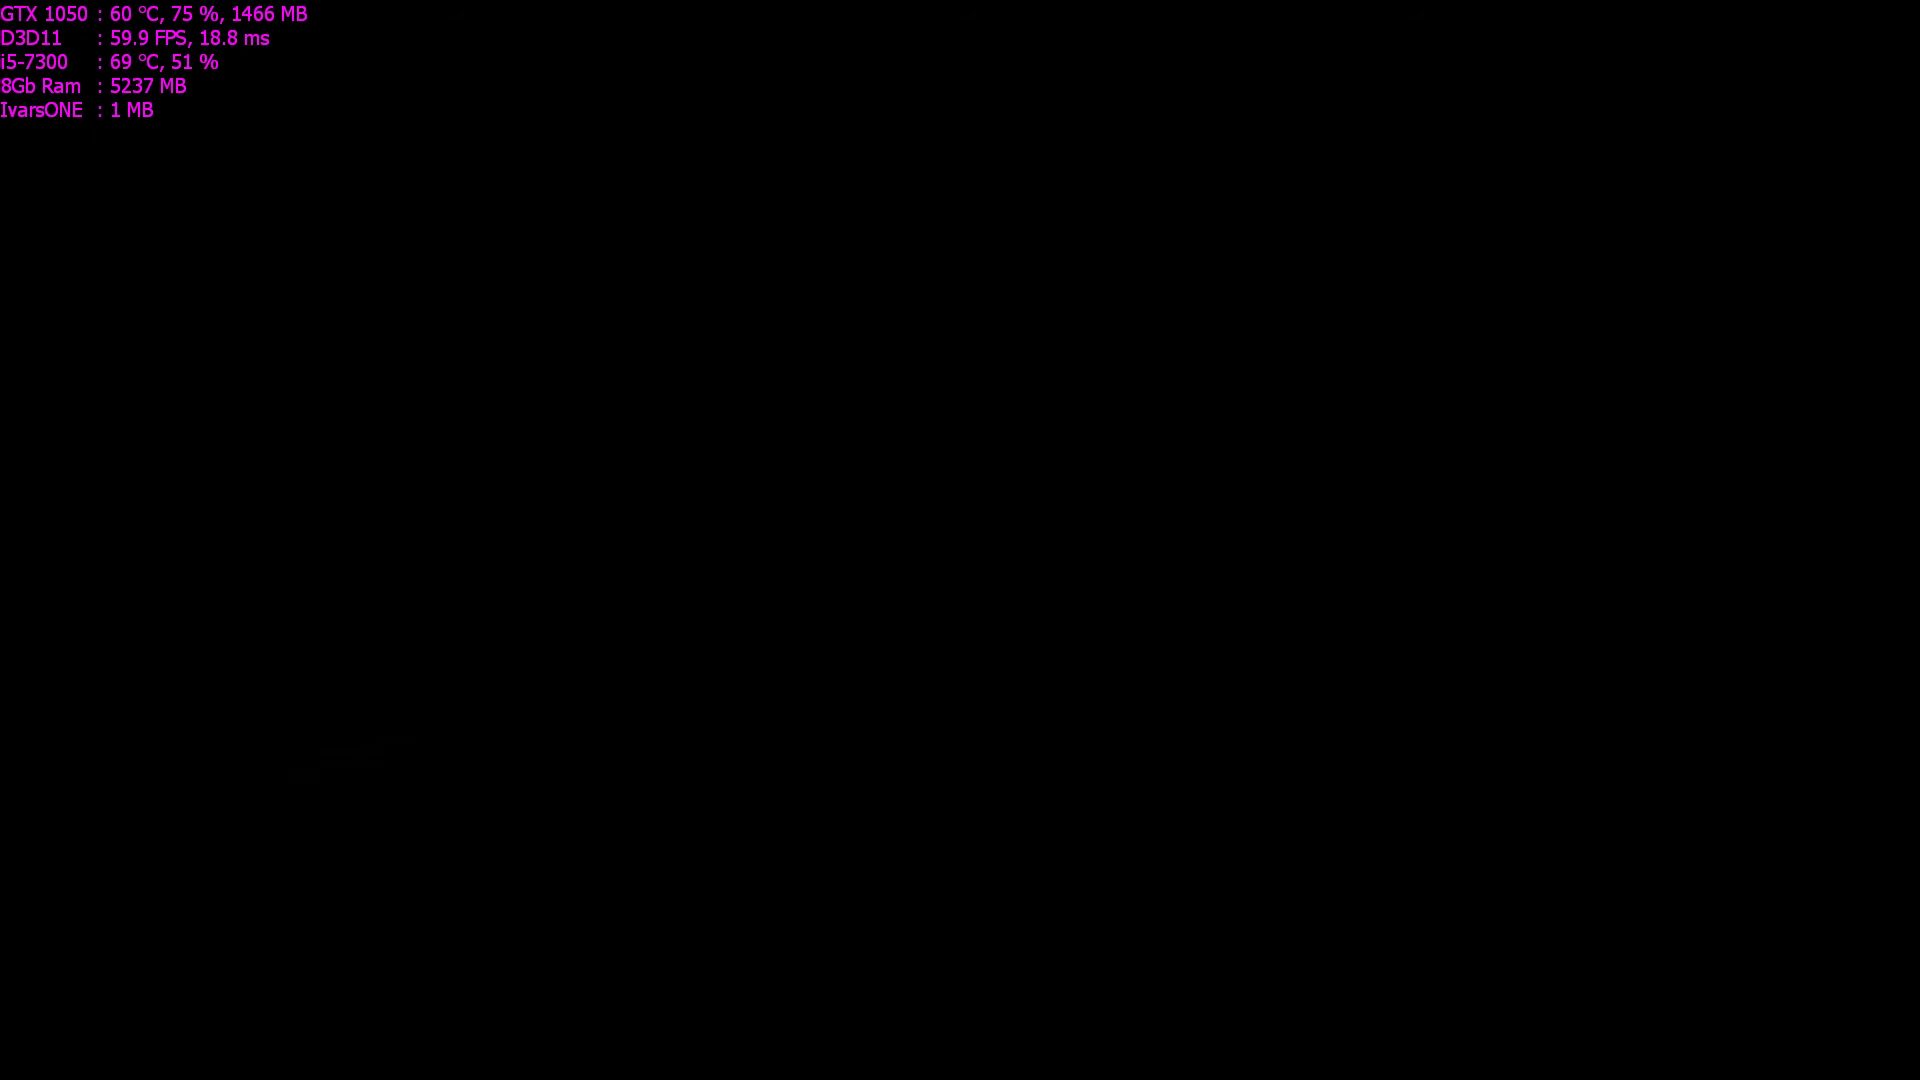 GTX 1050 : 60 °C, 75 %, 1466 MB
D3D11 : 59.9 FPS, 18.8 ms
i5-7300 : 69 °C, 51 %
8Gb Ram : 5237 MB
IvarsONE : 1 MB